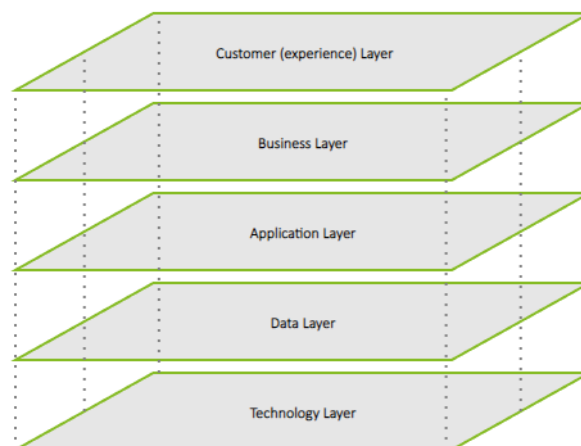 Customer (experience) Layer
Business Layer
Application Layer
Data Layer
Technology Layer